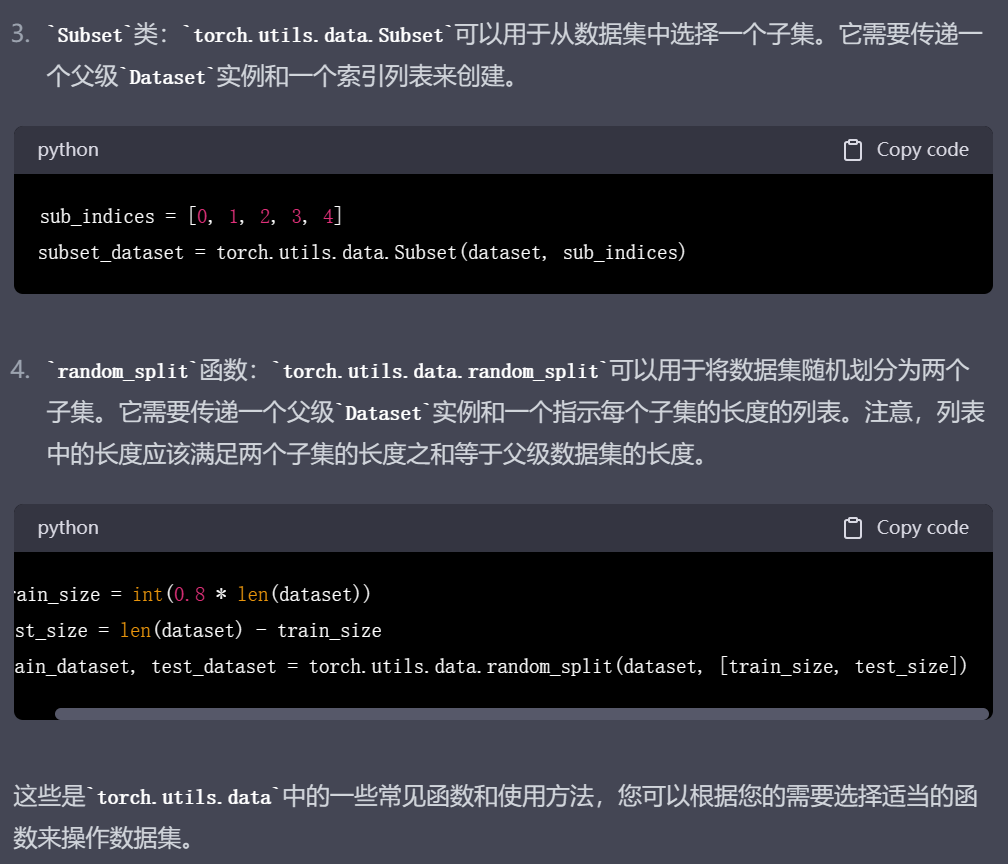 3. `Subset`类：`torch.utils.data.Subset`可以用于从数据集中选择一个子集。它需要传递一
个父级`Dataset`实例和一个索引列表来创建。
python Copy code
sub_indices = [0, 1, 2, 3, 4]
subset_dataset = torch.utils.data.Subset(dataset, sub_indices)
4. `random_split`函数：`torch.utils.data.random_split`可以用于将数据集随机划分为两个
子集。它需要传递一个父级`Dataset`实例和一个指示每个子集的长度的列表。注意，列表
中的长度应该满足两个子集的长度之和等于父级数据集的长度。
python Copy code
rain_size = int(0.8 * len(dataset))
st_size = len(dataset) - train_size
ain_dataset, test_dataset = torch.utils.data.random_split(dataset, [train_size, test_size])
这些是`torch.utils.data`中的一些常见函数和使用方法，您可以根据您的需要选择适当的函
数来操作数据集。